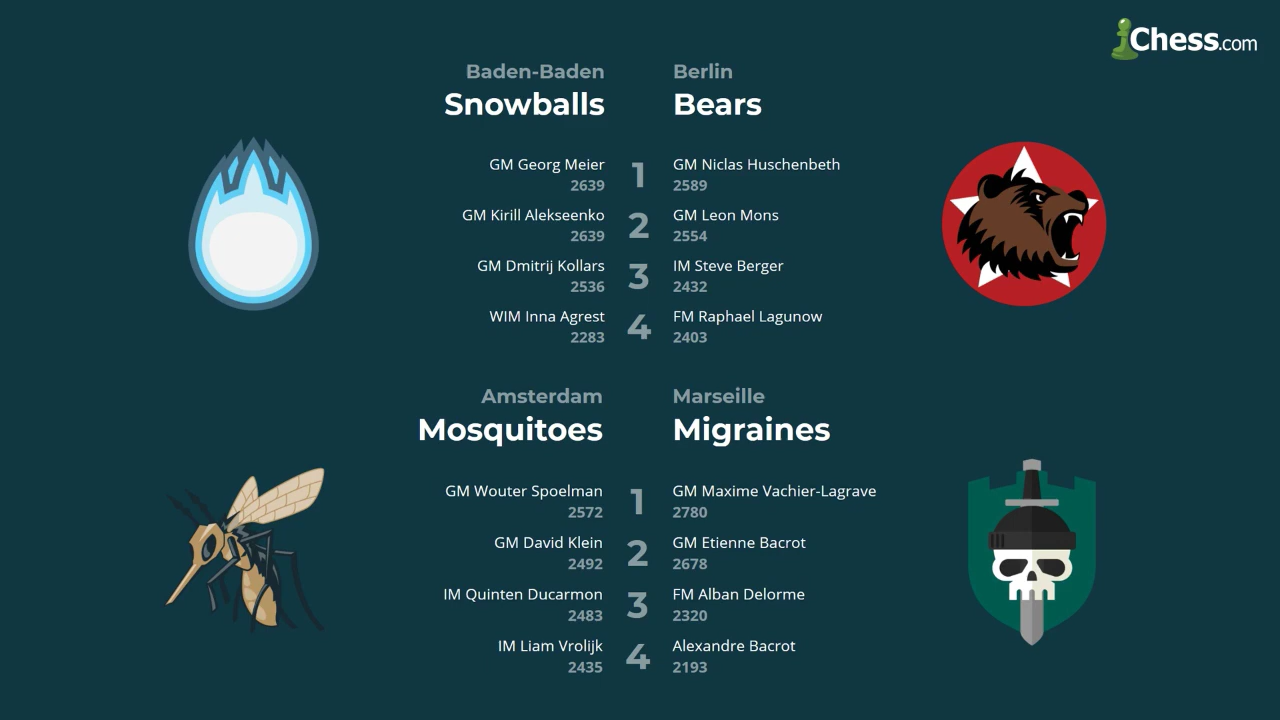 Chess.com
Baden-Baden
Snowballs
Berlin
Bears
GM Georg Meier
2639
1
GM Niclas Huschenbeth
2589
GM Kirill Alekseenko
2639
2
GM Leon Mons
2554
GM Dmitrij Kollars
2536
3
IM Steve Berger
2432
WIM Inna Agrest
2283
4
FM Raphael Lagunow
2403
Amsterdam
Mosquitoes
Marseille
Migraines
GM Wouter Spoelman
2572
1
GM Maxime Vachier-Lagrave
2780
GM David Klein
2492
2
GM Etienne Bacrot
2678
IM Quinten Ducarmon
2483
3
FM Alban Delorme
2320
IM Liam Vrolijk
2435
4
Alexandre Bacrot
2193